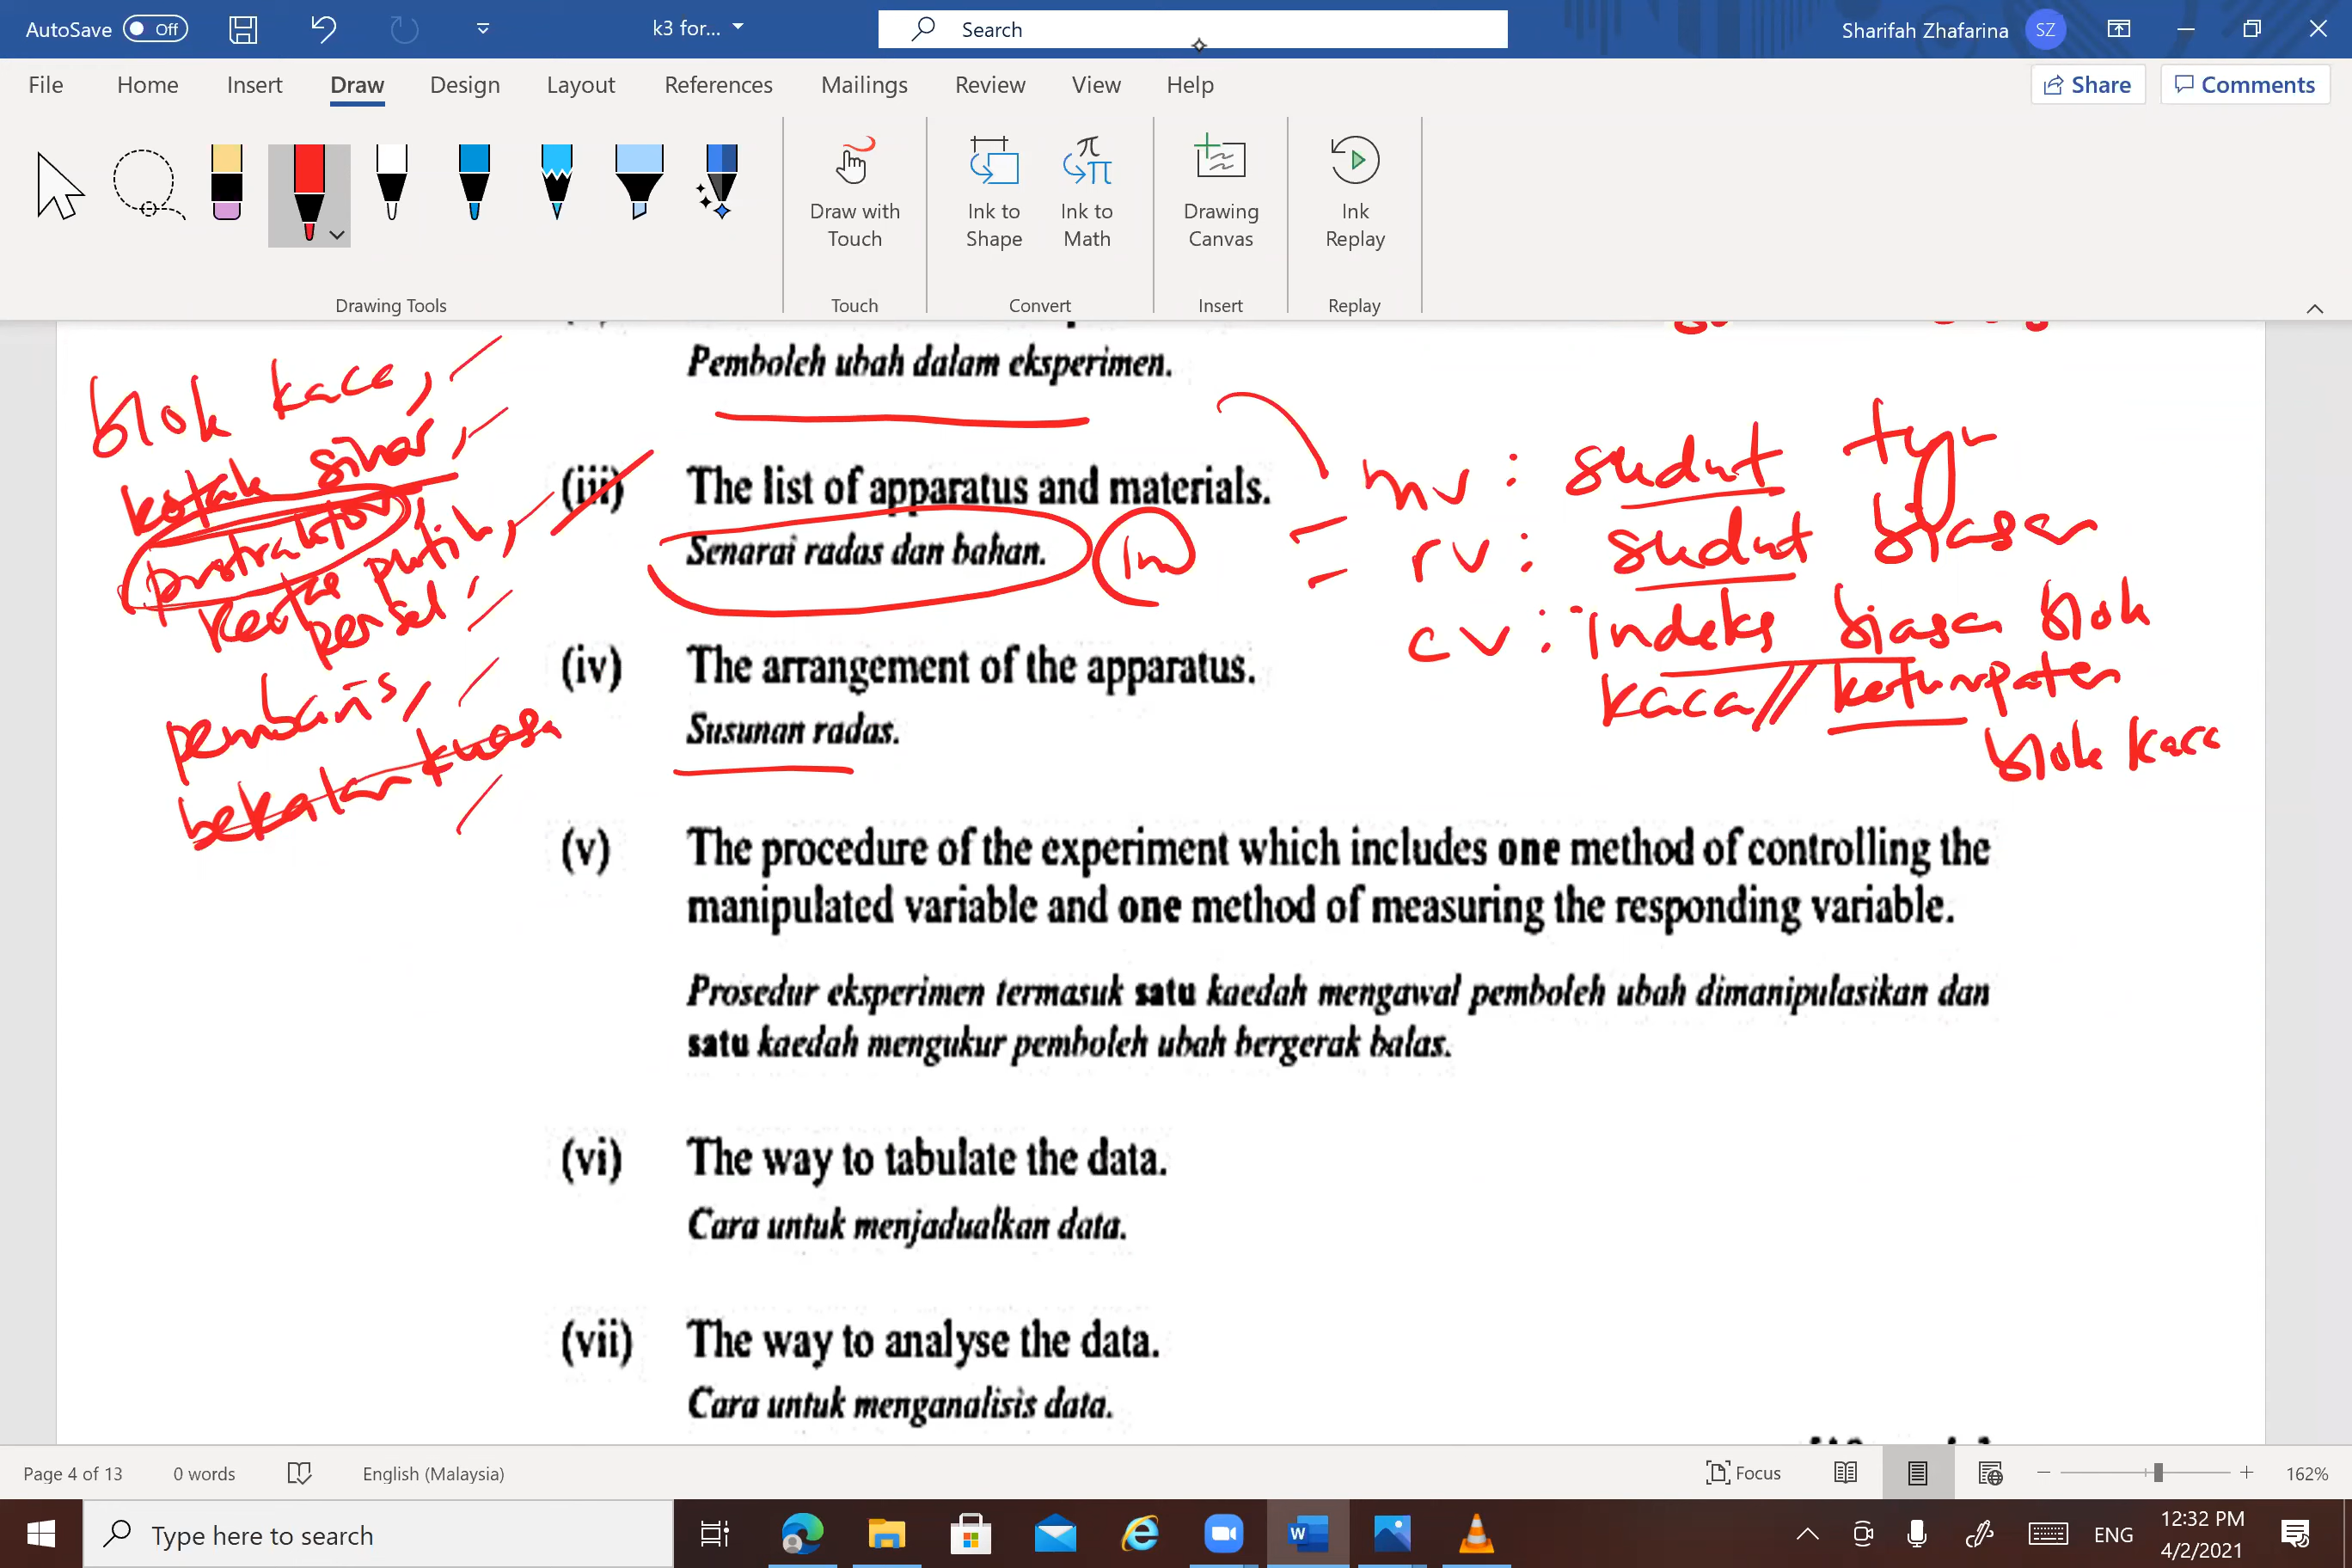 AutoSave Off k3 for... Search Sharifah Zhafarina SZ
File Home Insert Draw Design Layout References Mailings Review View Help Share Comments
Draw with Touch
Ink to Shape
Ink to Math
Drawing Canvas
Ink Replay
Drawing Tools Touch Convert Insert Replay
Pemboleh ubah dalam eksperimen.
(iii) The list of apparatus and materials.
Senarai radas dan bahan.
1m
(iv) The arrangement of the apparatus.
Susunan radas.
(v) The procedure of the experiment which includes one method of controlling the
manipulated variable and one method of measuring the responding variable.
Prosedur eksperimen termasuk satu kaedah mengawal pemboleh ubah dimanipulasikan dan
satu kaedah mengukur pemboleh ubah bergerak balas.
(vi) The way to tabulate the data.
Cara untuk menjadualkan data.
(vii) The way to analyse the data.
Cara untuk menganalisis data.
blok kaca,
kotak sinar,
protraktor,
kertas putih,
pensel,
pembaris,
bekalan kuasa
mv : sudut tuju
rv : sudut biasan
cv : indeks biasan blok
kaca // ketumpatan
blok kaca
Page 4 of 13 0 words English (Malaysia) Focus 162%
Type here to search ENG 12:32 PM
4/2/2021